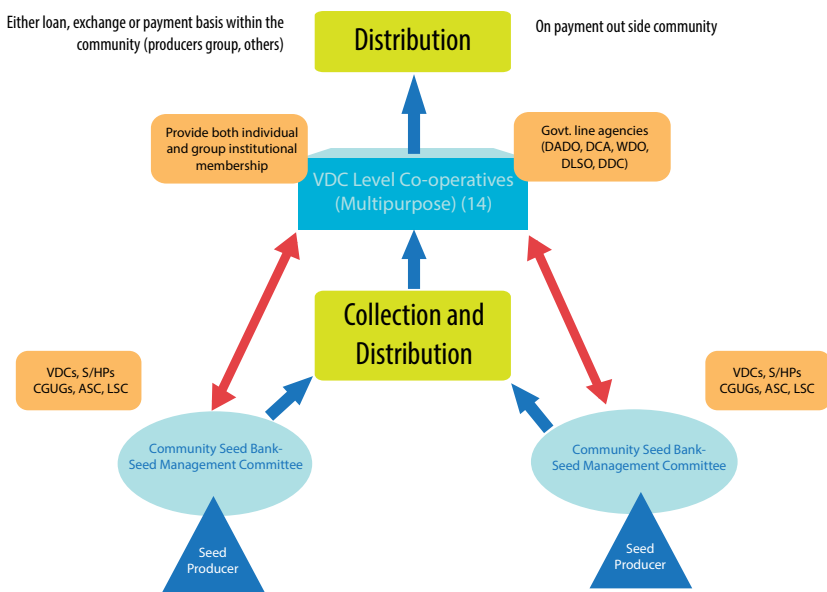 Either loan, exchange or payment basis within the
community (producers group, others)
Distribution
On payment out side community
Provide both individual
and group institutional
membership
Govt. line agencies
(DADO, DCA, WDO,
DLSO, DDC)
VDC Level Co-operatives
(Multipurpose) (14)
Collection and
Distribution
VDCs, S/HPs
CGUGs, ASC, LSC
VDCs, S/HPs
CGUGs, ASC, LSC
Community Seed Bank-
Seed Management Committee
Community Seed Bank-
Seed Management Committee
Seed
Producer
Seed
Producer